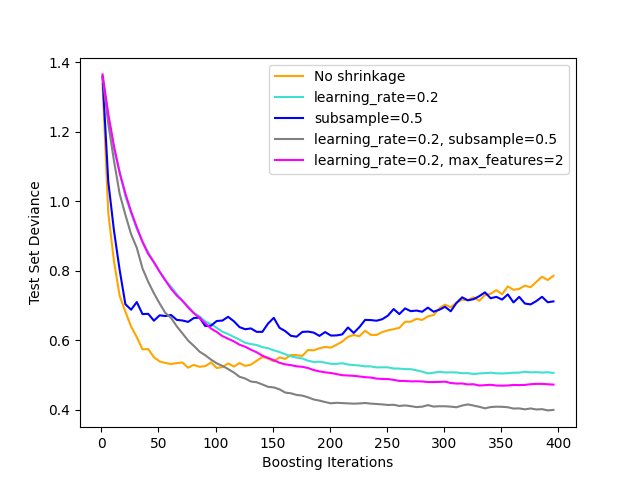 1.4
1.2
1.0
0.8
0.6
0.4
Test Set Deviance
No shrinkage
learning_rate=0.2
subsample=0.5
learning_rate=0.2, subsample=0.5
learning_rate=0.2, max_features=2
0 50 100 150 200 250 300 350 400
Boosting Iterations